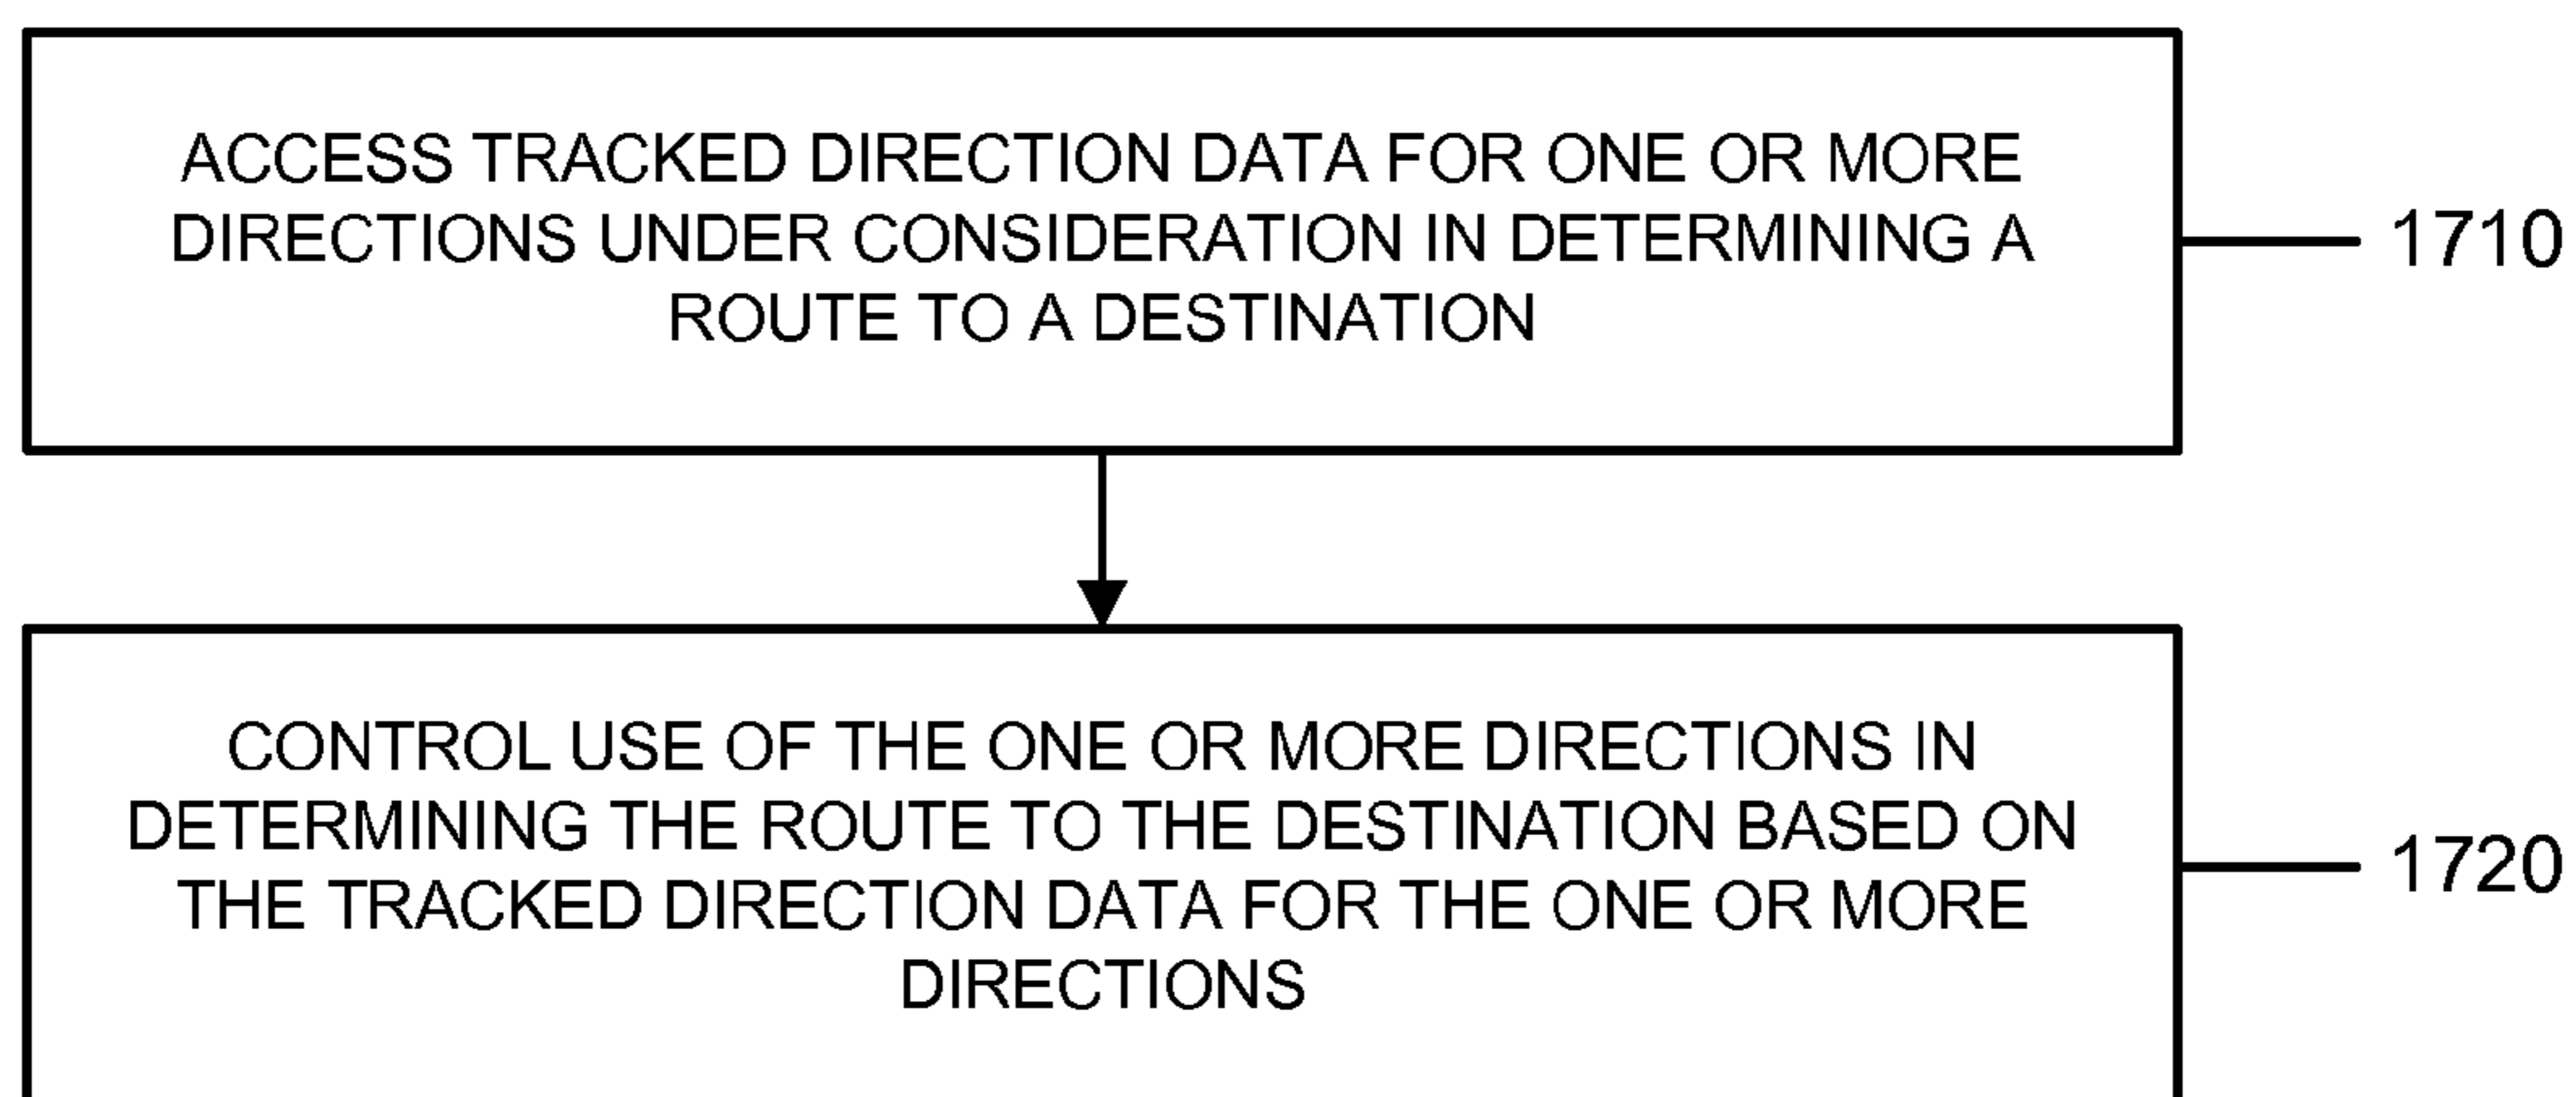 ACCESS TRACKED DIRECTION DATA FOR ONE OR MORE
DIRECTIONS UNDER CONSIDERATION IN DETERMINING A
ROUTE TO A DESTINATION
1710
CONTROL USE OF THE ONE OR MORE DIRECTIONS IN
DETERMINING THE ROUTE TO THE DESTINATION BASED ON
THE TRACKED DIRECTION DATA FOR THE ONE OR MORE
DIRECTIONS
1720